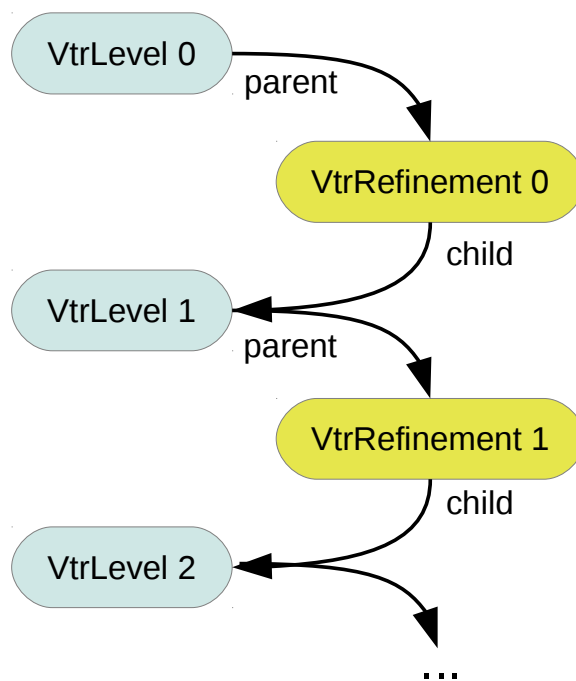 VtrLevel 0
parent
VtrRefinement 0
child
VtrLevel 1
parent
VtrRefinement 1
child
VtrLevel 2
...